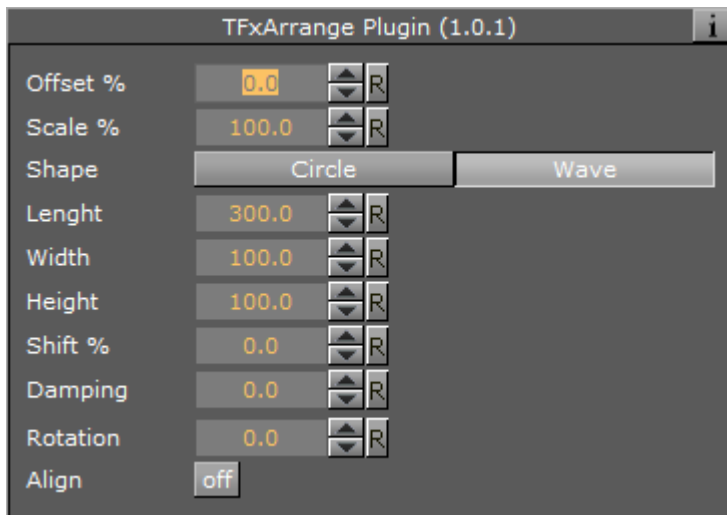 TFxArrange Plugin (1.0.1) i
Offset % 0.0 R
Scale % 100.0 R
Shape Circle Wave
Lenght 300.0 R
Width 100.0 R
Height 100.0 R
Shift % 0.0 R
Damping 0.0 R
Rotation 0.0 R
Align off